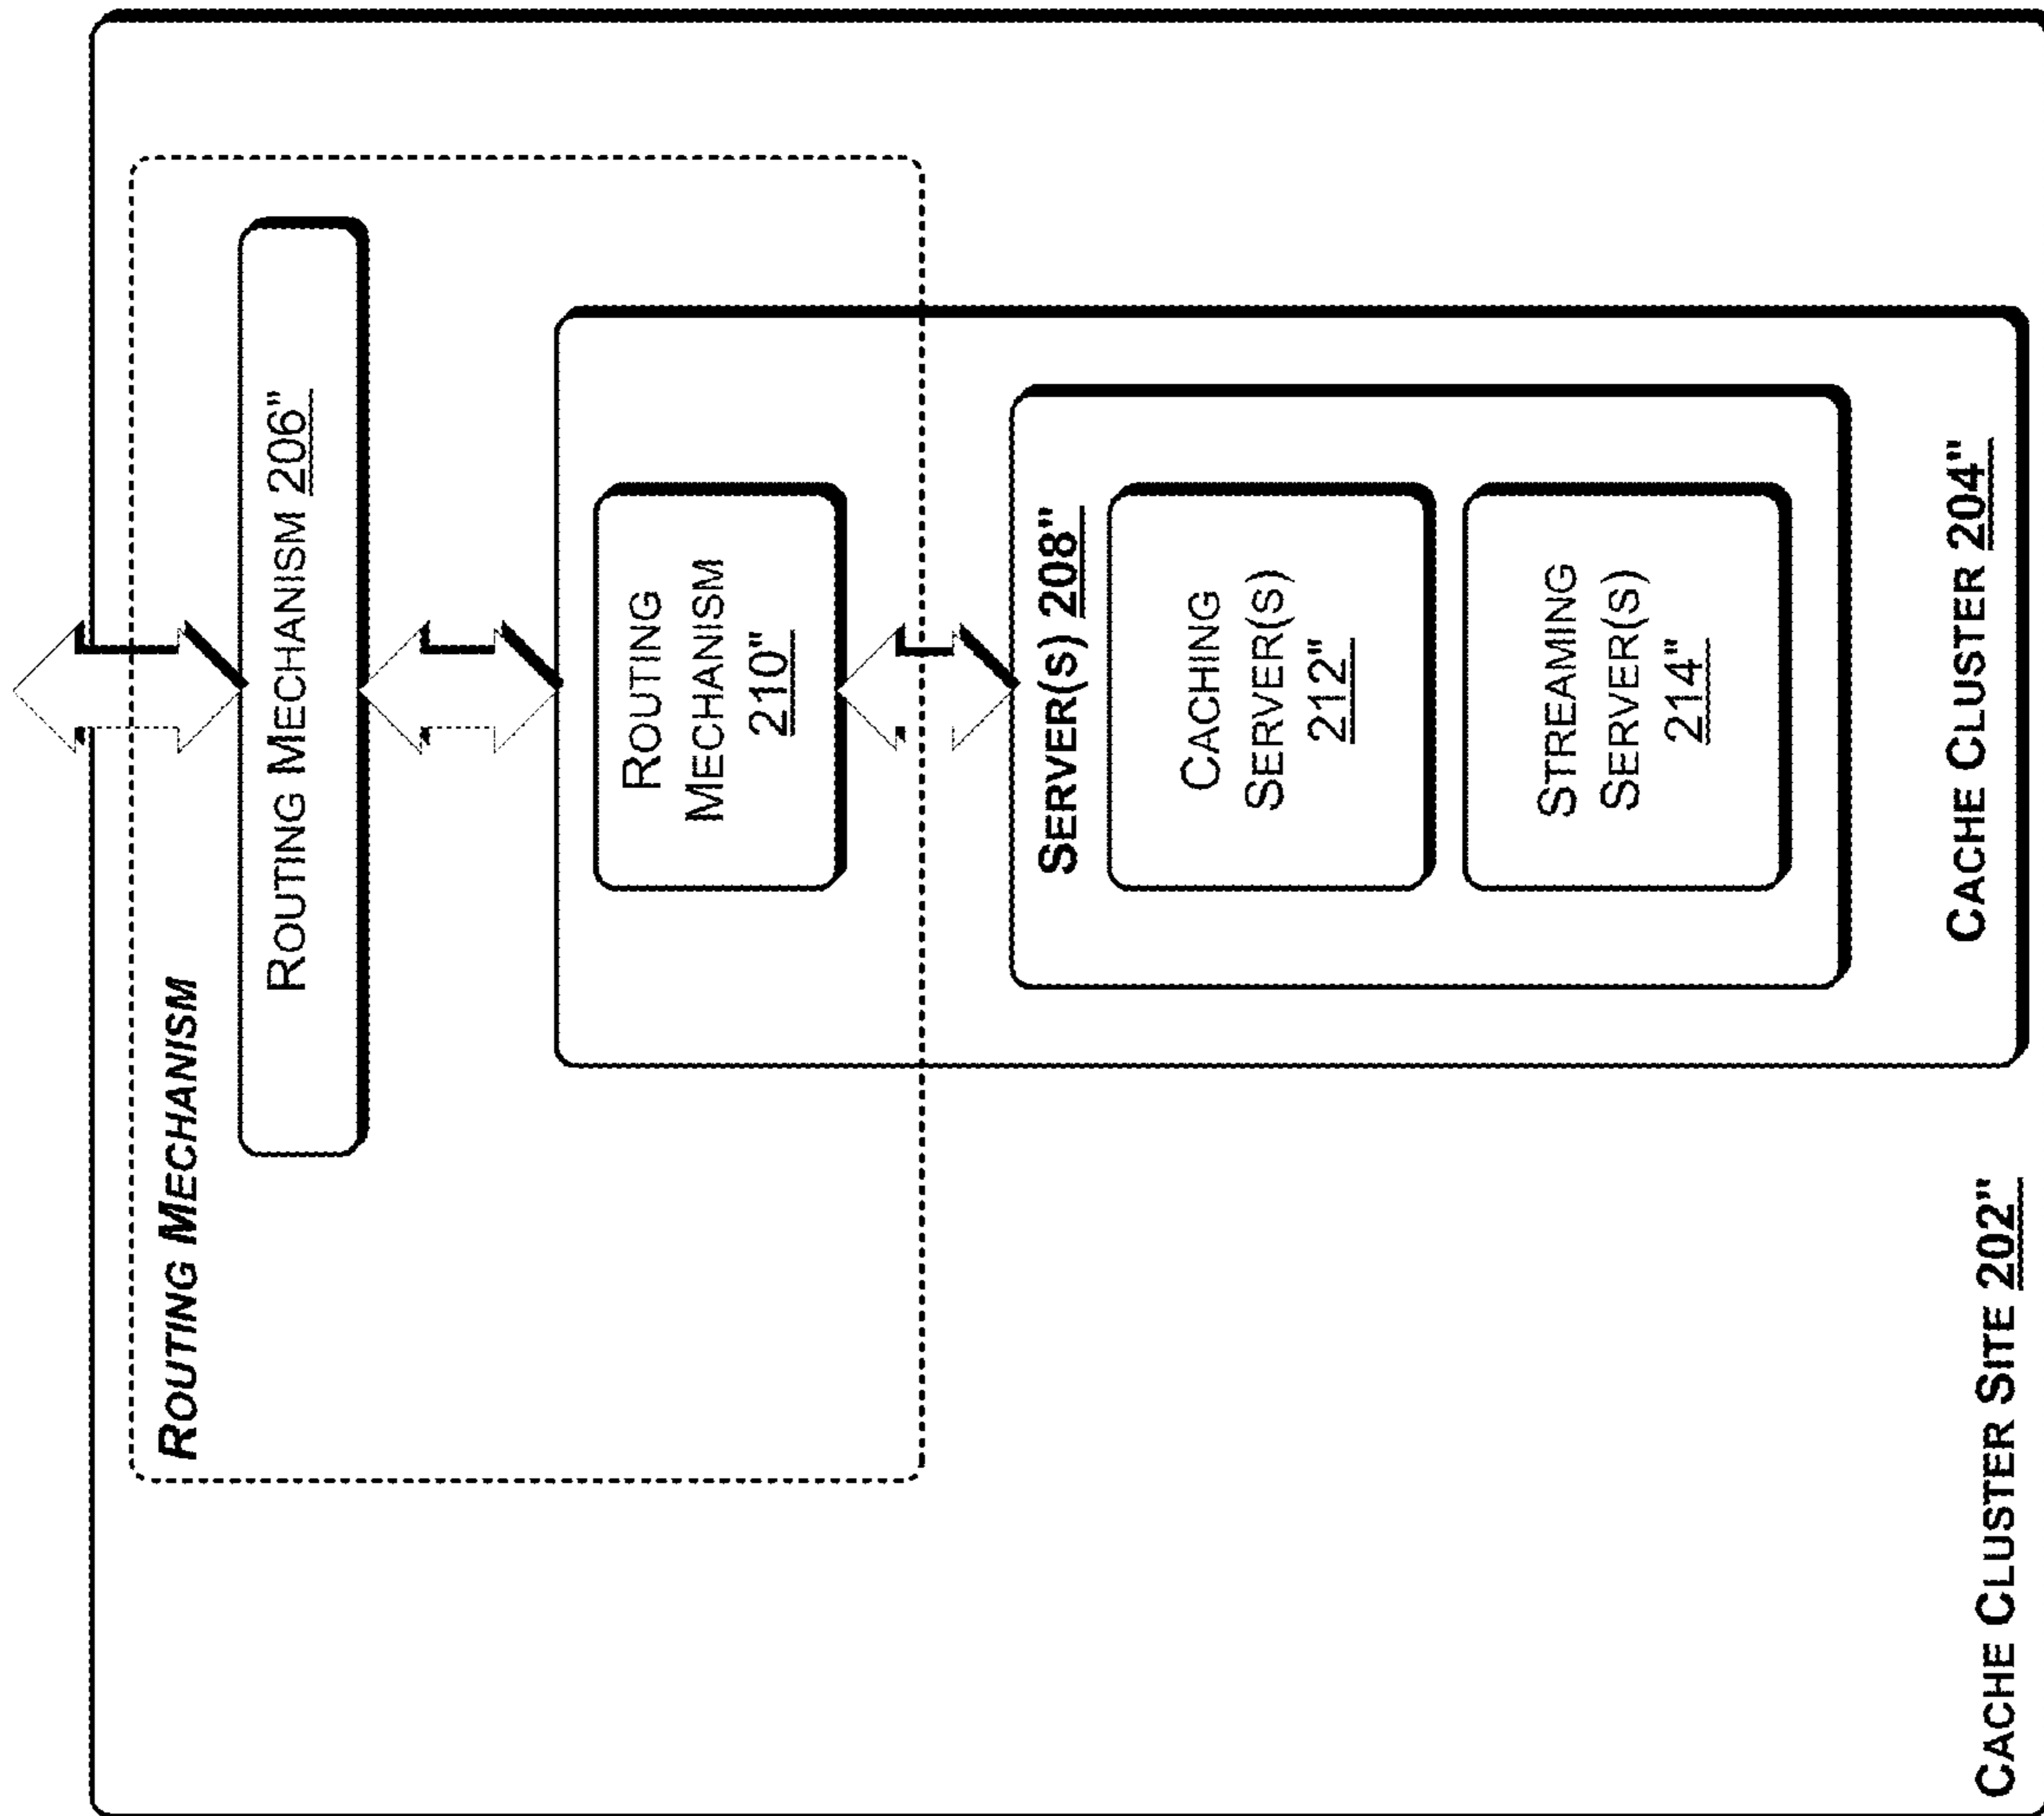 ROUTING MECHANISM
ROUTING MECHANISM 206"
ROUTING
MECHANISM
210"
SERVER(S) 208"
CACHING
SERVER(S)
212"
STREAMING
SERVER(S)
214"
CACHE CLUSTER 204"
CACHE CLUSTER SITE 202"